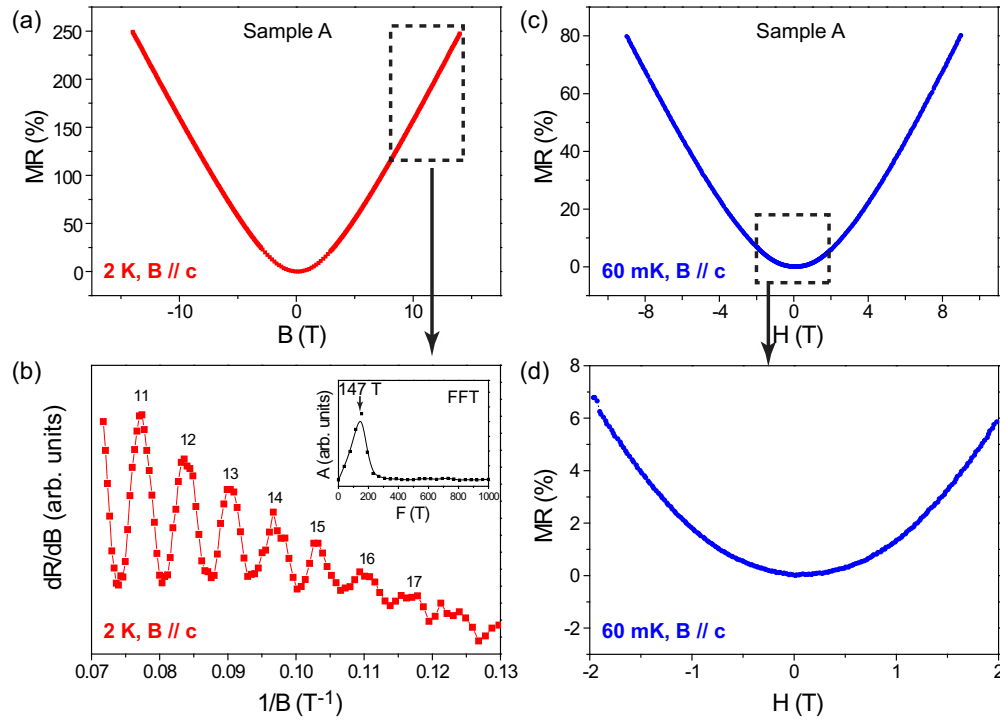 (a)
Sample A
250
200
150
100
50
0
MR (%)
2 K, B // c
-10
0
10
B (T)
(c)
Sample A
80
60
40
20
0
MR (%)
60 mK, B // c
-8
-4
0
4
8
H (T)
(b)
11
12
13
14
15
16
17
dR/dB (arb. units)
2 K, B // c
0.07
0.08
0.09
0.10
0.11
0.12
0.13
1/B (T⁻¹)
147 T
FFT
A (arb. units)
0
200
400
600
800
1000
F (T)
(d)
8
6
4
2
0
-2
MR (%)
60 mK, B // c
-2
-1
0
1
2
H (T)